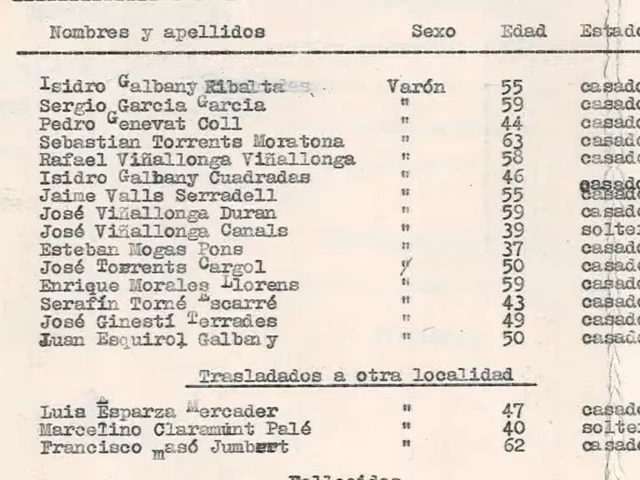 Nombres y apellidos Sexo Edad Estado
Isidro Galbany Ribalta Varón 55 casado
Sergio Garcia Garcia " 59 casado
Pedro Genevat Coll " 44 casado
Sebastian Torrents Moratona " 63 casado
Rafael Viñallonga Viñallonga " 58 casado
Isidro Galbany Cuadradas " 46 casado
Jaime Valls Serradell " 55 casado
José Viñallonga Duran " 59 casado
José Viñallonga Canals " 39 solte
Esteban Mogas Pons " 37 casado
José Torrents Cargol " 50 casado
Enrique Morales Llorens " 59 casado
Serafín Torné Escarré " 43 casado
José Ginestí Terrades " 49 casado
Juan Esquirol Galbany " 50 casado
Trasladados a otra localidad
Luia Esparza Mercader " 47 casado
Marcelino Claramunt Palé " 40 solte
Francisco masó Jumbert " 62 casado